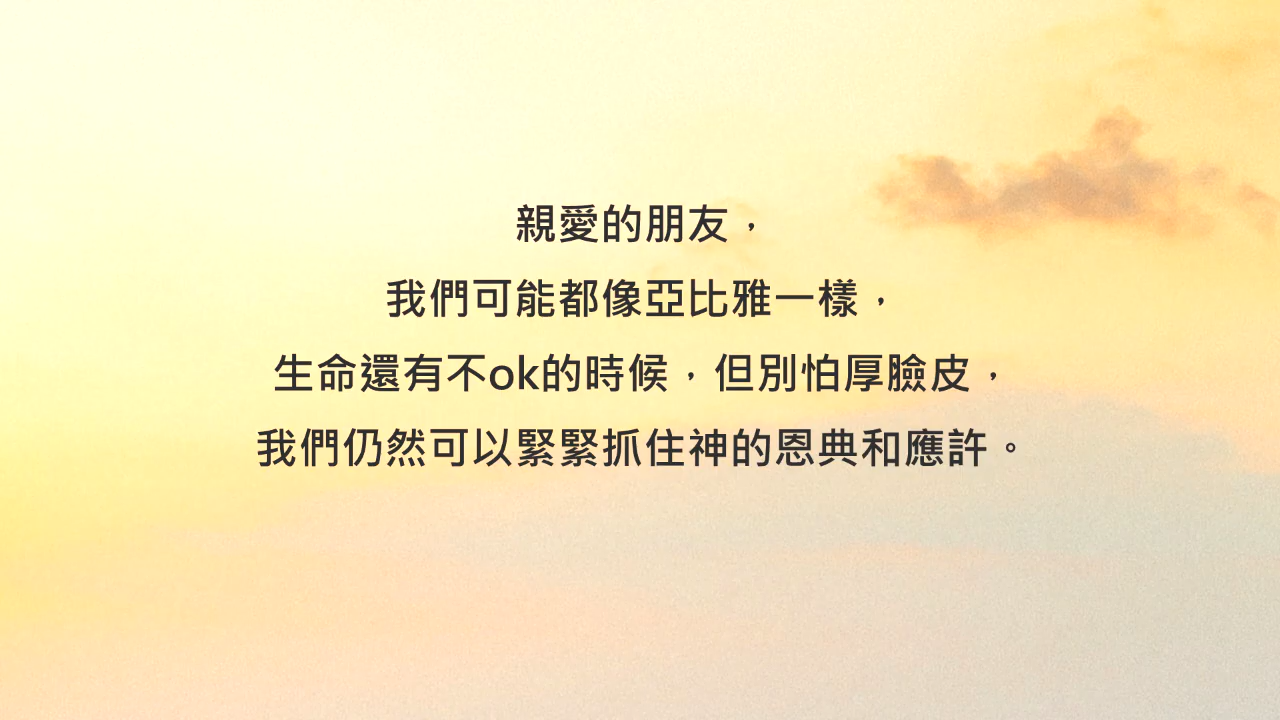 親愛的朋友，
我們可能都像亞比雅一樣，
生命還有不ok的時候，但別怕厚臉皮，
我們仍然可以緊緊抓住神的恩典和應許。